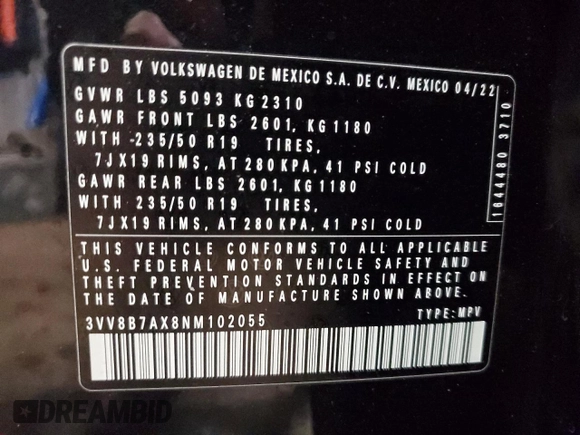 MFD BY VOLKSWAGEN DE MEXICO S.A. DE C.V. MEXICO 04/22
GVWR LBS 5093 KG 2310
GAWR FRONT LBS 2601, KG 1180
WITH -235/50 R19 TIRES,
7JX19 RIMS, AT 280 KPA, 41 PSI COLD
GAWR REAR LBS 2601, KG 1180
WITH -235/50 R19 TIRES,
7JX19 RIMS, AT 280 KPA, 41 PSI COLD
1644480 3710
THIS VEHICLE CONFORMS TO ALL APPLICABLE
U.S. FEDERAL MOTOR VEHICLE SAFETY AND
THEFT PREVENTION STANDARDS IN EFFECT ON
THE DATE OF MANUFACTURE SHOWN ABOVE.
3VV8B7AX8NM102055 TYPE: MPV
DREAMBID